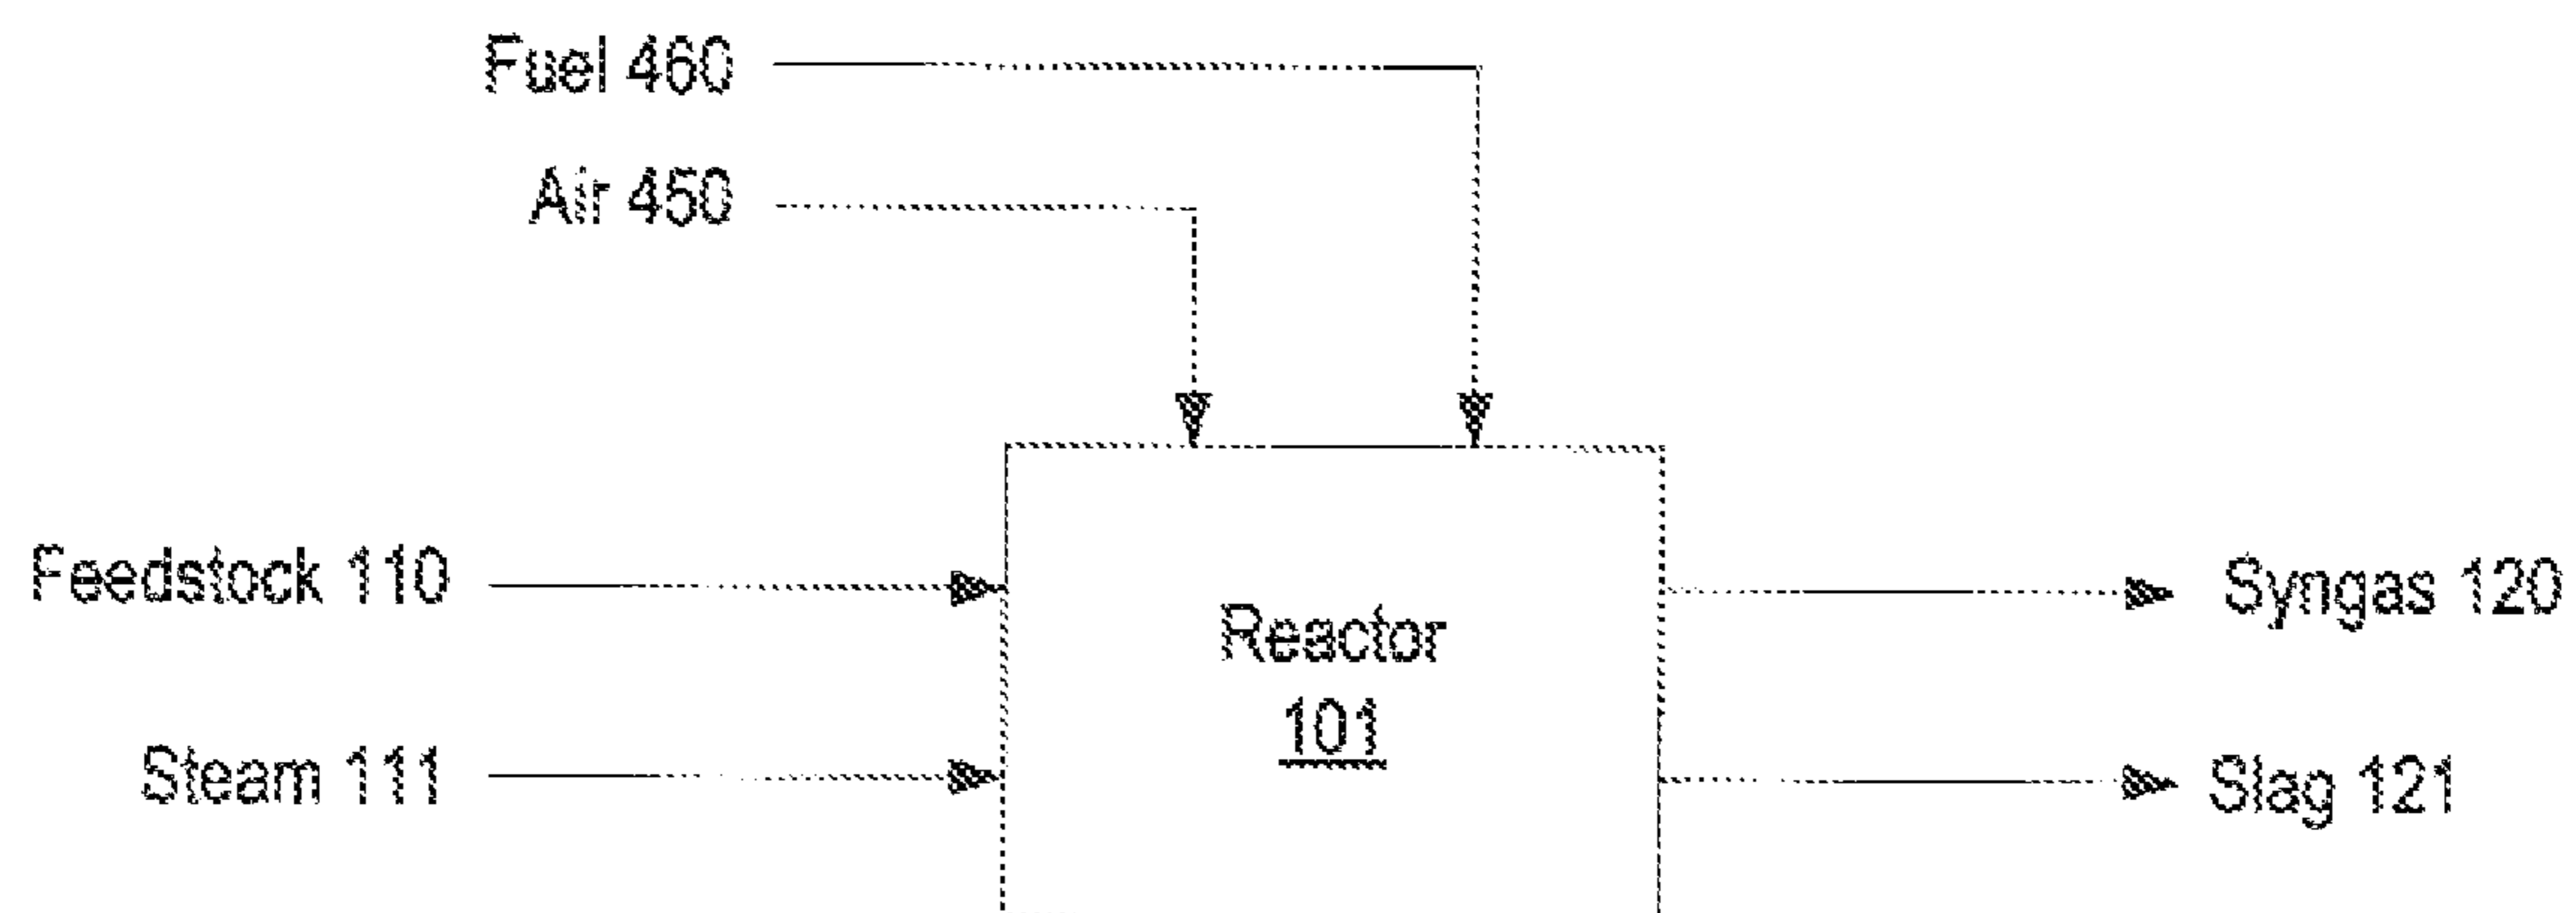 Fuel 460
Air 450
Feedstock 110
Steam 111
Reactor
101
Syngas 120
Slag 121